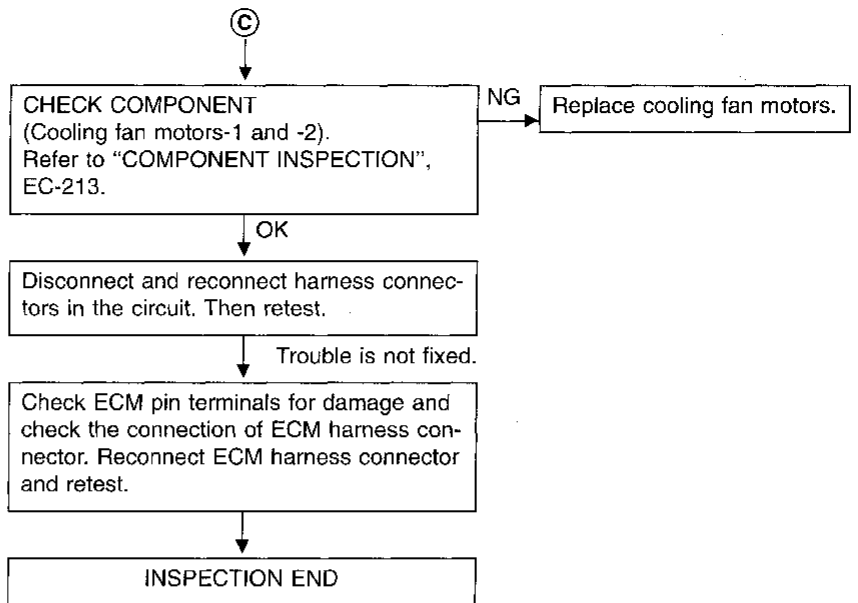 C
CHECK COMPONENT
(Cooling fan motors-1 and -2).
Refer to “COMPONENT INSPECTION”,
EC-213.
NG
Replace cooling fan motors.
OK
Disconnect and reconnect harness connec-
tors in the circuit. Then retest.
Trouble is not fixed.
Check ECM pin terminals for damage and
check the connection of ECM harness con-
nector. Reconnect ECM harness connector
and retest.
INSPECTION END